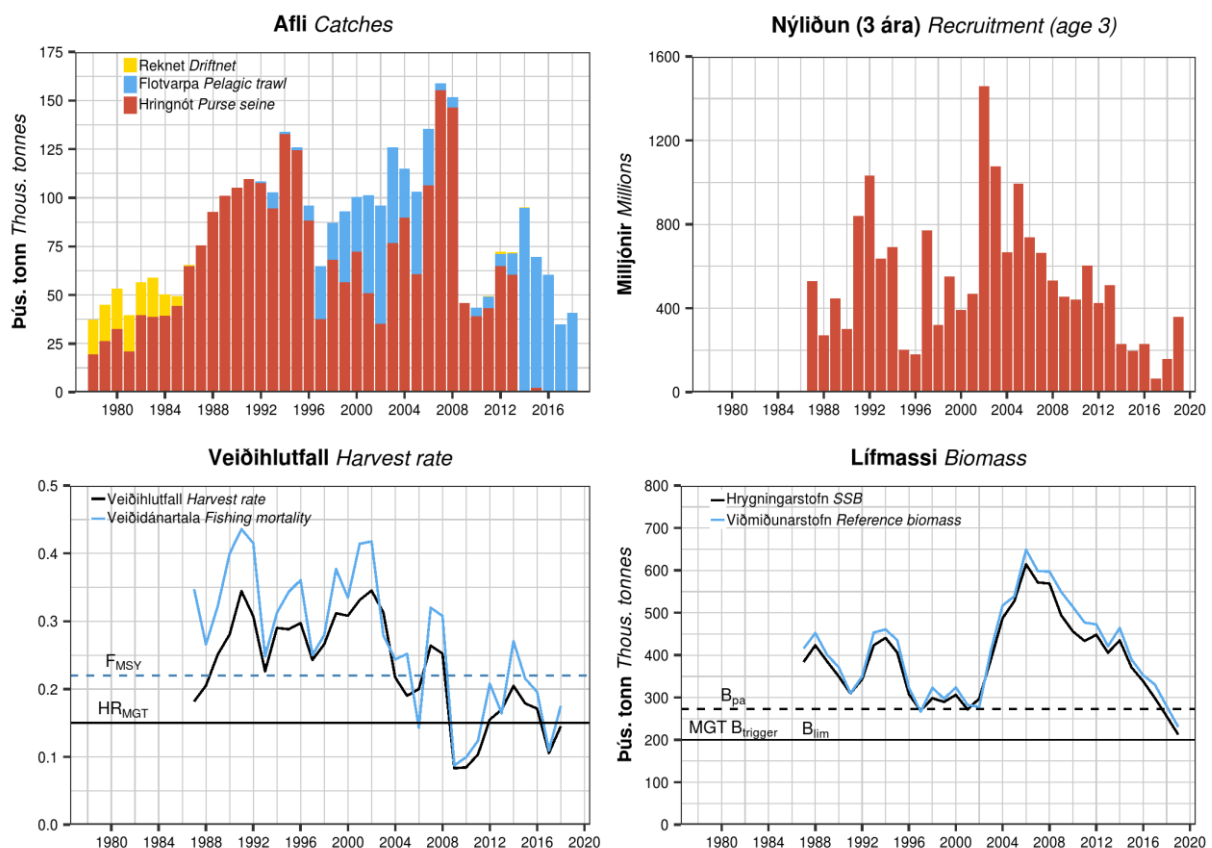 Afli Catches
Þús. tonn Thous. tonnes
175
150
125
100
75
50
25
0
Reknet Driftnet
Flotvarpa Pelagic trawl
Hringnót Purse seine
1980 1984 1988 1992 1996 2000 2004 2008 2012 2016
Nýliðun (3 ára) Recruitment (age 3)
Milljónir Millions
1600
1200
800
400
0
1980 1984 1988 1992 1996 2000 2004 2008 2012 2016 2020
Veiðihlutfall Harvest rate
0.5
0.4
0.3
0.2
0.1
0.0
Veiðihlutfall Harvest rate
Veiðidánartala Fishing mortality
FMSY
HRMGT
1980 1984 1988 1992 1996 2000 2004 2008 2012 2016 2020
Lífmassi Biomass
Þús. tonn Thous. tonnes
800
700
600
500
400
300
200
100
0
Hrygningarstofn SSB
Viðmiðunarstofn Reference biomass
Bpa
MGT Btrigger Blim
1980 1984 1988 1992 1996 2000 2004 2008 2012 2016 2020